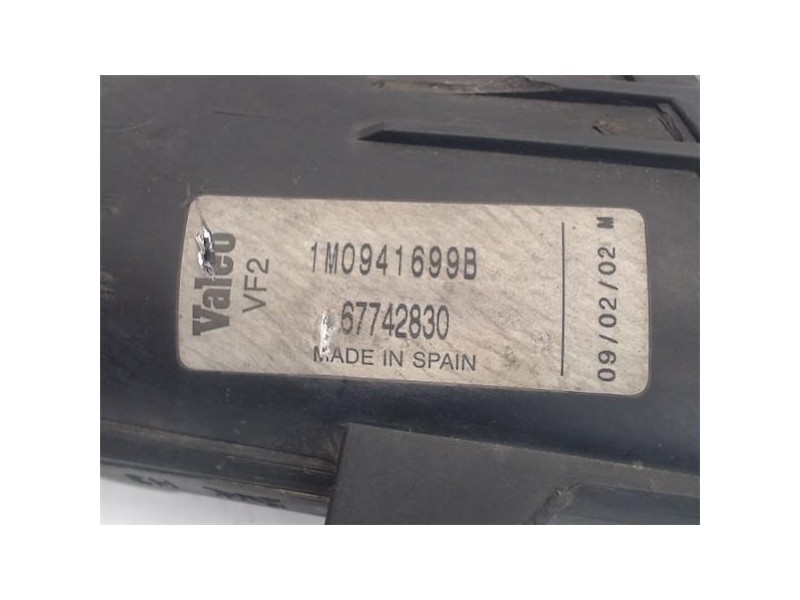 Valeo
VF2
1M0941699B
67742830
MADE IN SPAIN
09/02/02 M